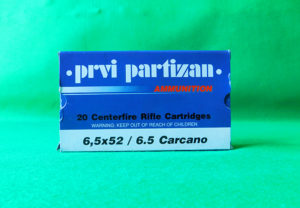 • prvi partizan •
AMMUNITION
20 Centerfire Rifle Cartridges
WARNING: KEEP OUT OF REACH OF CHILDREN.
6,5x52 / 6.5 Carcano